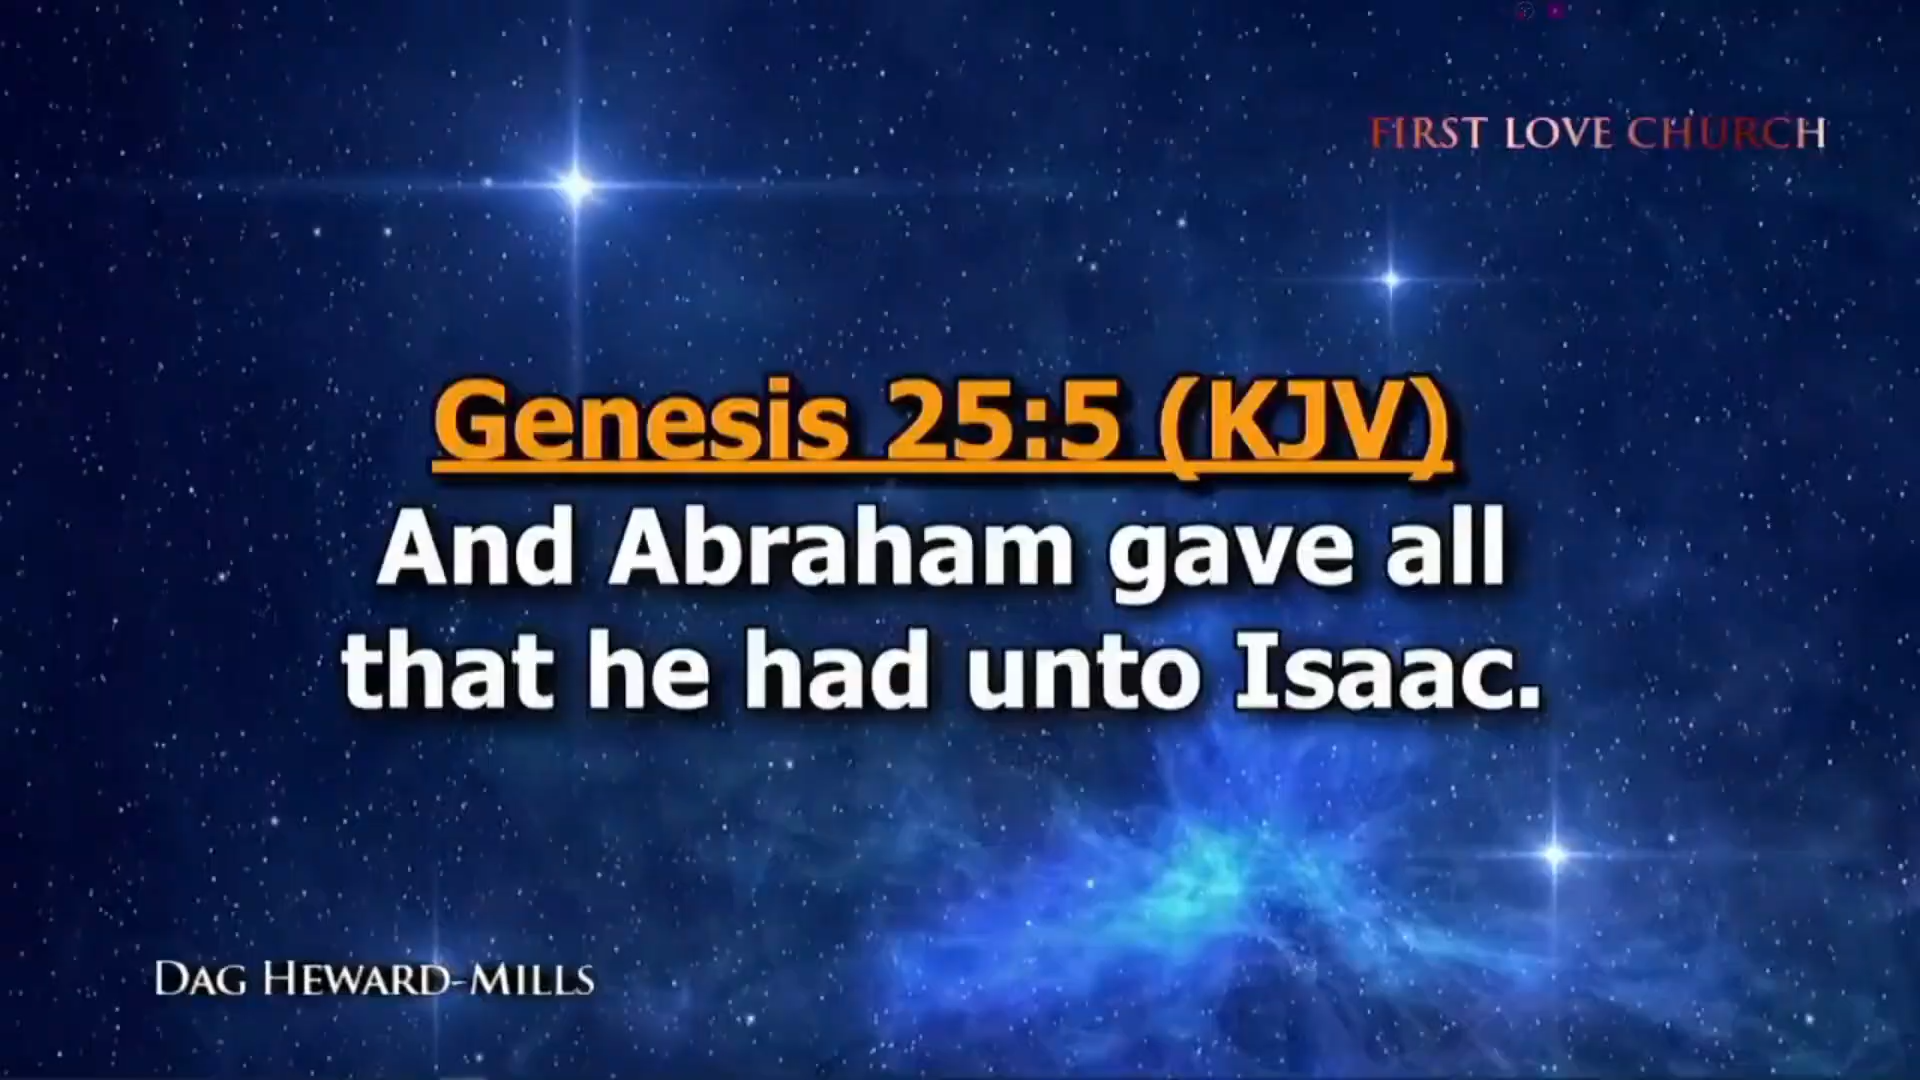 FIRST LOVE CHURCH
Genesis 25:5 (KJV)
And Abraham gave all
that he had unto Isaac.
DAG HEWARD-MILLS